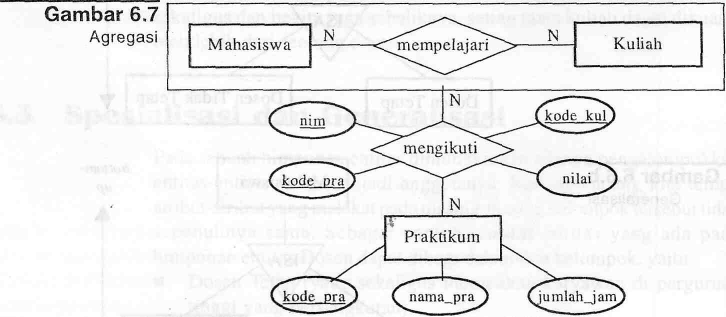 Gambar 6.7
Agregasi
Mahasiswa N mempelajari N Kuliah
N
nim kode_kul
mengikuti
kode_pra nilai
N
Praktikum
kode_pra nama_pra jumlah_jam